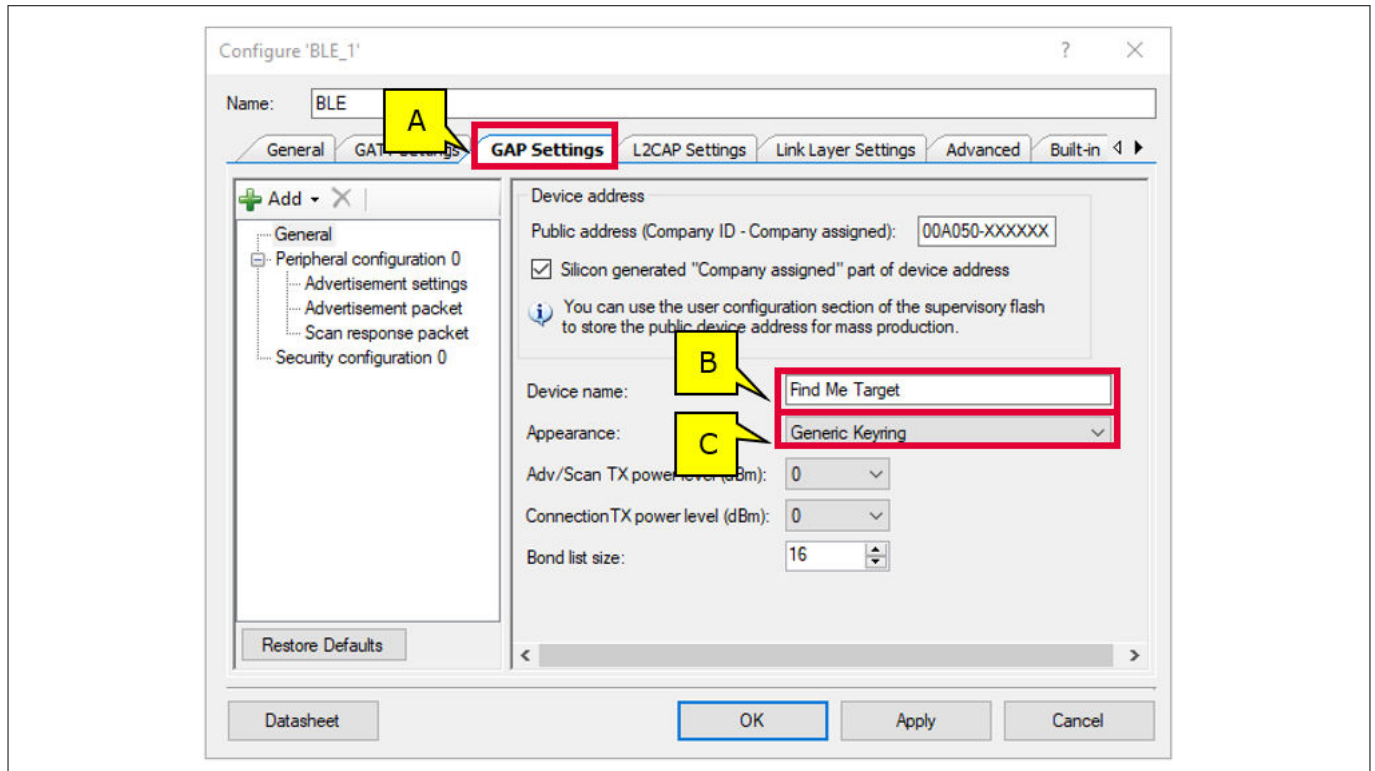 Configure 'BLE_1' ?
Name: BLE
A
General GATT Settings GAP Settings L2CAP Settings Link Layer Settings Advanced Built-in
Add
General
Peripheral configuration 0
Advertisement settings
Advertisement packet
Scan response packet
Security configuration 0
Restore Defaults
Device address
Public address (Company ID - Company assigned): 00A050-XXXXXX
Silicon generated "Company assigned" part of device address
You can use the user configuration section of the supervisory flash
to store the public device address for mass production.
B
Device name: Find Me Target
C
Appearance: Generic Keyring
Adv/Scan TX power level (dBm): 0
Connection TX power level (dBm): 0
Bond list size: 16
Datasheet OK Apply Cancel